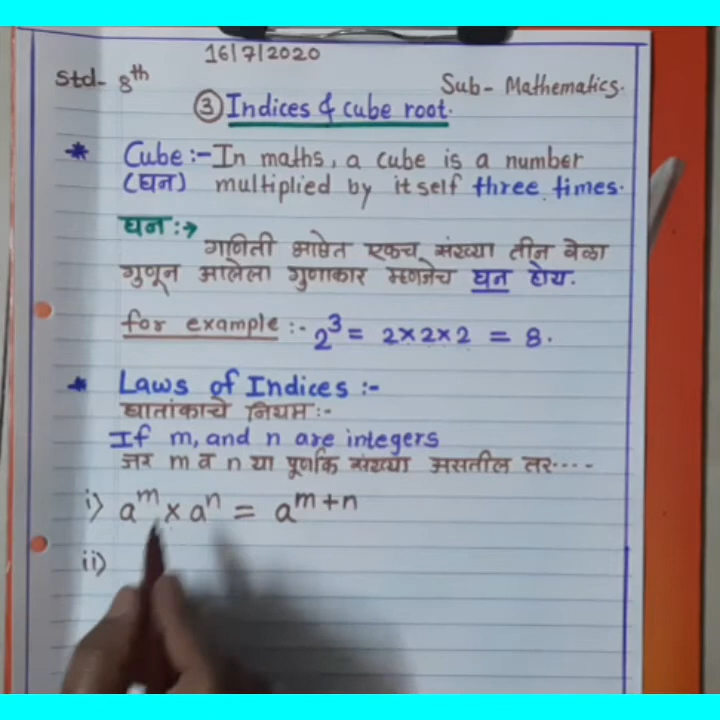 16/7/2020
Std- 8th
Sub- Mathematics.
③ Indices & cube root.
* Cube :- In maths, a cube is a number
(घन) multiplied by itself three times.
घन :→
गणिती भाषेत एकच संख्या तीन वेळा
गुणून आलेला गुणाकार म्हणजेच घन होय.
for example :- 2³ = 2×2×2 = 8.
* Laws of Indices :-
घातांकाचे नियम :-
If m, and n are integers
जर m व n या पूर्णांक संख्या असतील तर----
i) aᵐ × aⁿ = aᵐ⁺ⁿ
ii)